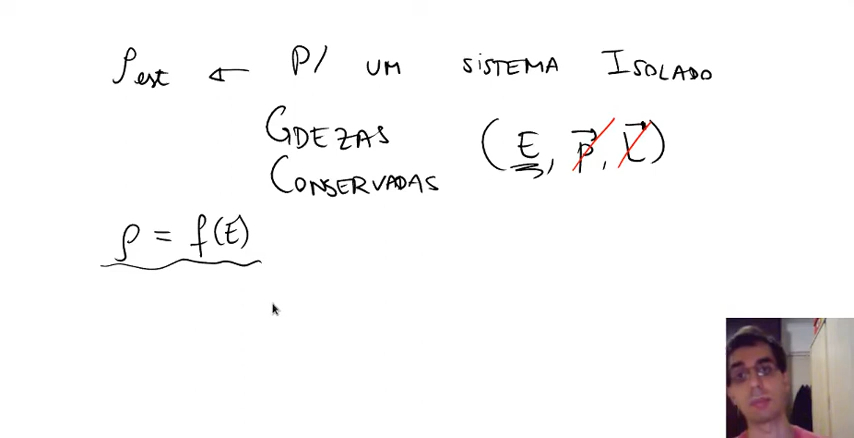 ρest ← P/ UM SISTEMA ISOLADO
GDEZAS (E, p⃗, L⃗)
CONSERVADAS
ρ = f(E)